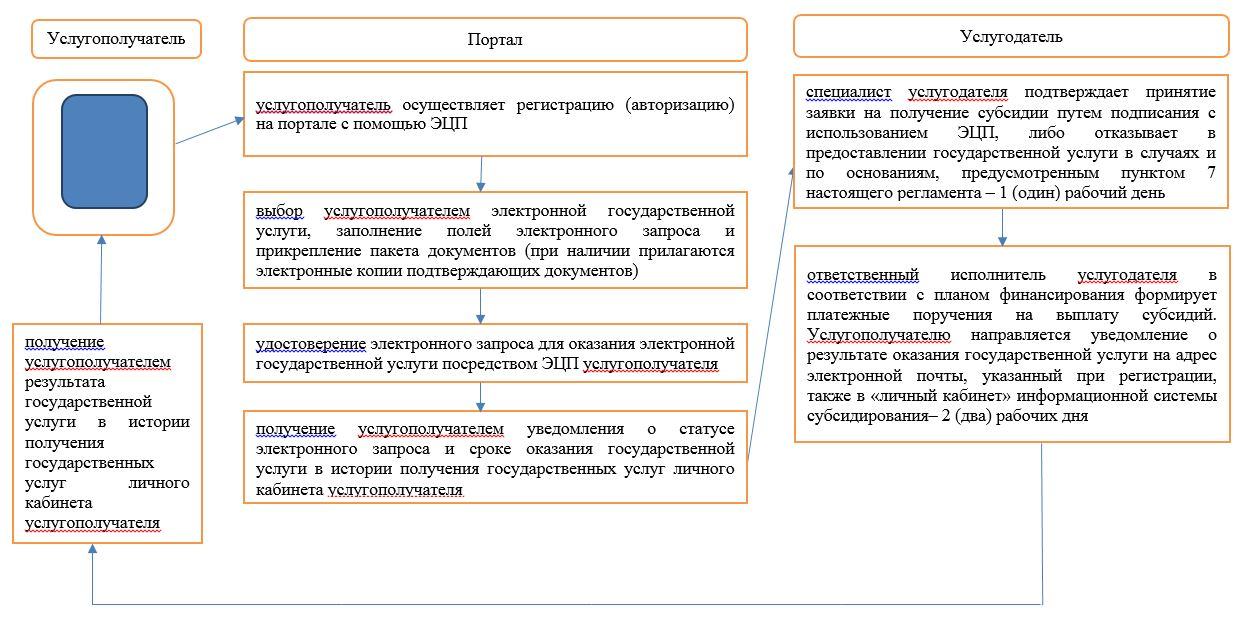 Услугополучатель
Портал
Услугодатель
услугополучатель осуществляет регистрацию (авторизацию)
на портале с помощью ЭЦП
выбор услугополучателем электронной государственной
услуги, заполнение полей электронного запроса и
прикрепление пакета документов (при наличии прилагаются
электронные копии подтверждающих документов)
удостоверение электронного запроса для оказания электронной
государственной услуги посредством ЭЦП услугополучателя
получение услугополучателем уведомления о статусе
электронного запроса и сроке оказания государственной
услуги в истории получения государственных услуг личного
кабинета услугополучателя
специалист услугодателя подтверждает принятие
заявки на получение субсидии путем подписания с
использованием ЭЦП, либо отказывает в
предоставлении государственной услуги в случаях и
по основаниям, предусмотренным пунктом 7
настоящего регламента – 1 (один) рабочий день
ответственный исполнитель услугодателя в
соответствии с планом финансирования формирует
платежные поручения на выплату субсидий.
Услугополучателю направляется уведомление о
результате оказания государственной услуги на адрес
электронной почты, указанный при регистрации,
также в «личный кабинет» информационной системы
субсидирования– 2 (два) рабочих дня
получение
услугополучателем
результата
государственной
услуги в истории
получения
государственных
услуг личного
кабинета
услугополучателя